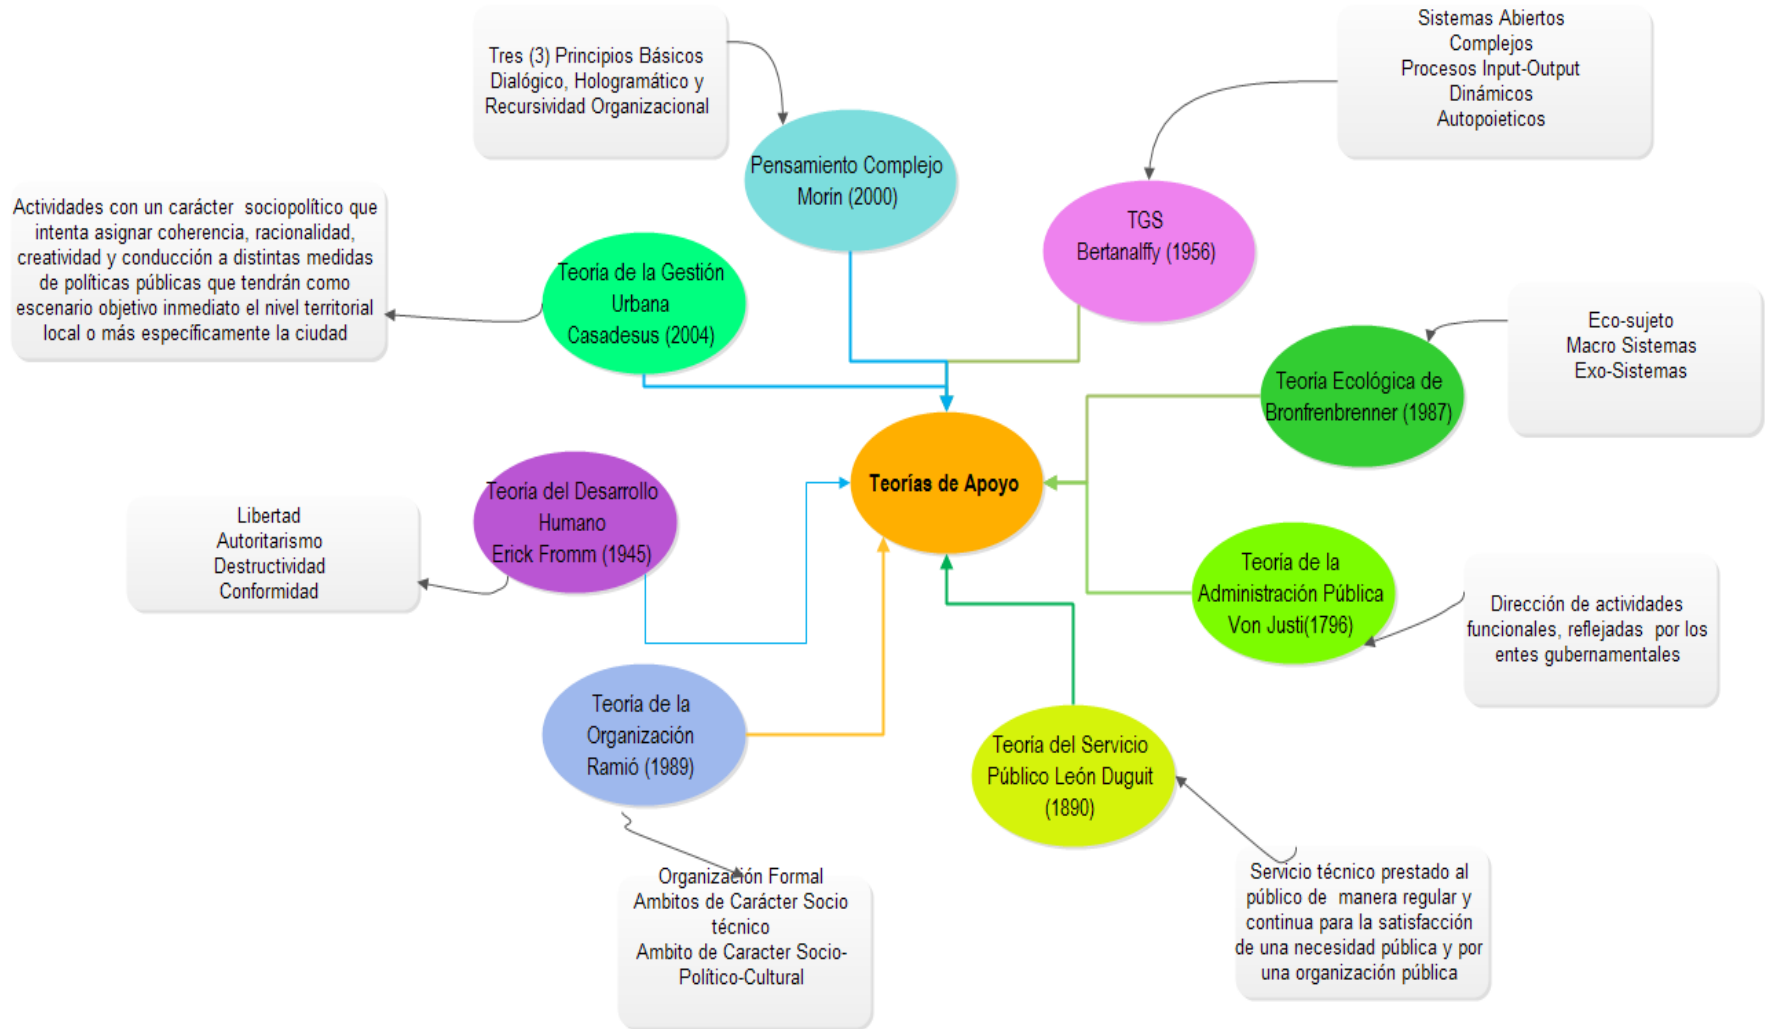 Tres (3) Principios Básicos
Dialógico, Hologramático y
Recursividad Organizacional
Sistemas Abiertos
Complejos
Procesos Input-Output
Dinámicos
Autopoieticos
Pensamiento Complejo
Morín (2000)
TGS
Bertanalffy (1956)
Actividades con un carácter sociopolítico que
intenta asignar coherencia, racionalidad,
creatividad y conducción a distintas medidas
de políticas públicas que tendrán como
escenario objetivo inmediato el nivel territorial
local o más específicamente la ciudad
Teoría de la Gestión
Urbana
Casadesus (2004)
Eco-sujeto
Macro Sistemas
Exo-Sistemas
Teoría Ecológica de
Bronfrenbrenner (1987)
Teorías de Apoyo
Teoría del Desarrollo
Humano
Erick Fromm (1945)
Libertad
Autoritarismo
Destructividad
Conformidad
Teoría de la
Administración Pública
Von Justi(1796)
Dirección de actividades
funcionales, reflejadas por los
entes gubernamentales
Teoría de la
Organización
Ramió (1989)
Teoría del Servicio
Público León Duguit
(1890)
Organización Formal
Ambitos de Carácter Socio
técnico
Ambito de Caracter Socio-
Político-Cultural
Servicio técnico prestado al
público de manera regular y
continua para la satisfacción
de una necesidad pública y por
una organización pública